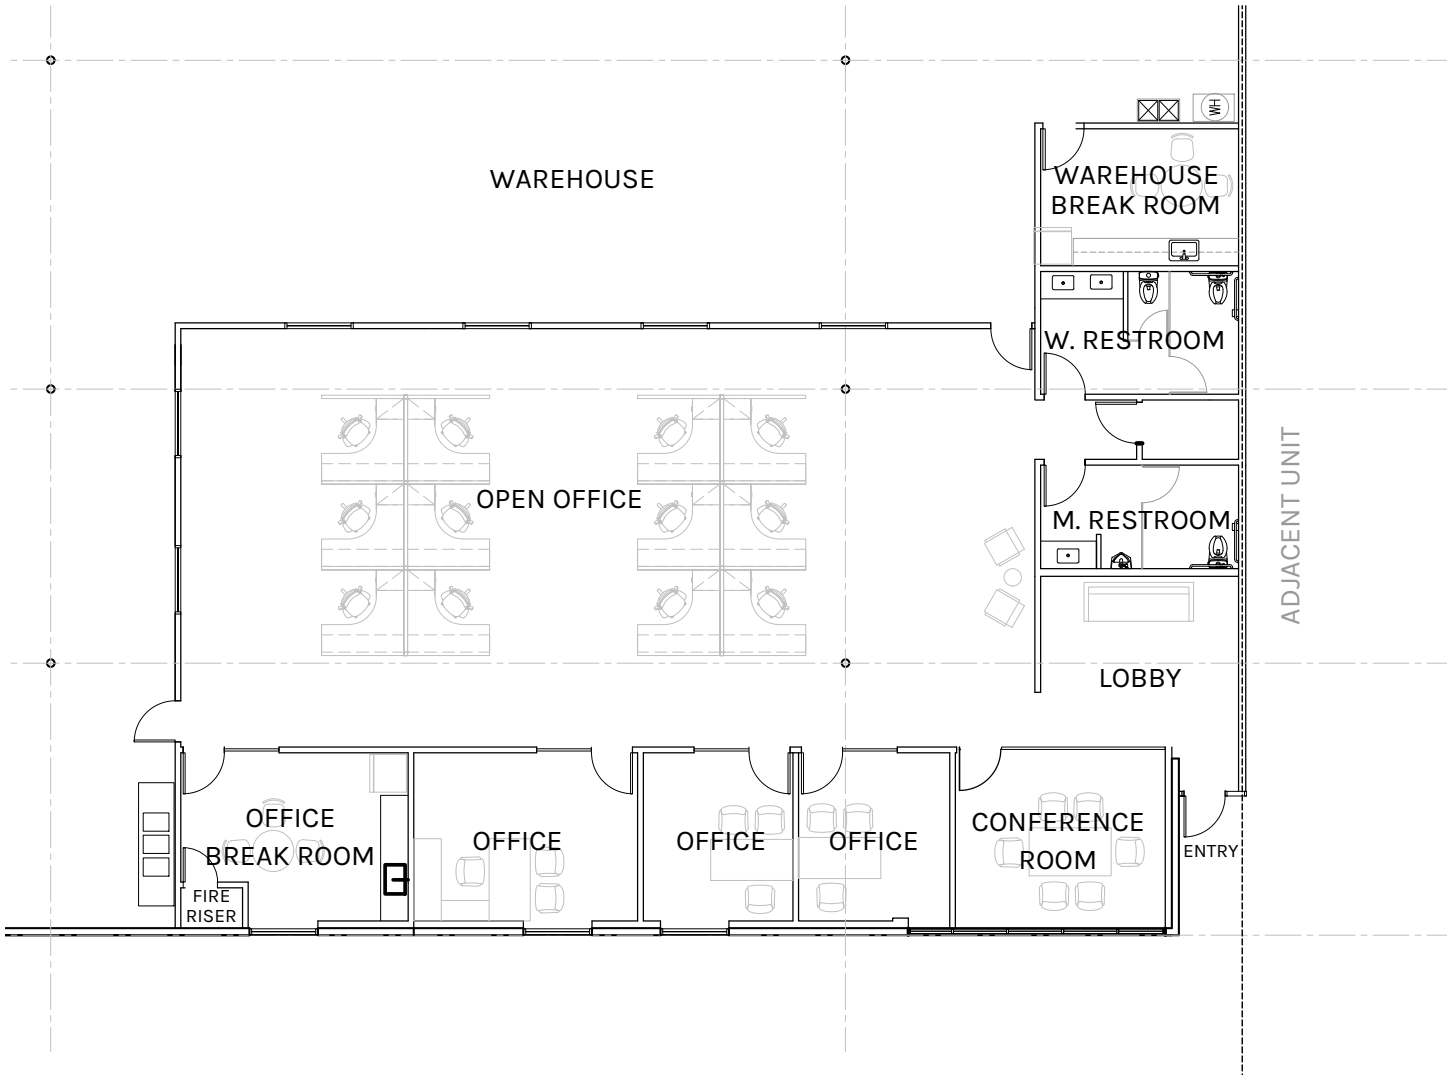 WH
WAREHOUSE
WAREHOUSE
BREAK ROOM
W. RESTROOM
OPEN OFFICE
M. RESTROOM
ADJACENT UNIT
LOBBY
OFFICE
BREAK ROOM
OFFICE
OFFICE
OFFICE
CONFERENCE
ROOM
ENTRY
FIRE
RISER